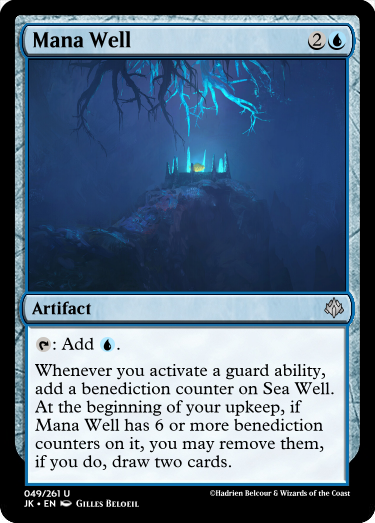 Mana Well 2
Artifact
: Add .
Whenever you activate a guard ability,
add a benediction counter on Sea Well.
At the beginning of your upkeep, if
Mana Well has 6 or more benediction
counters on it, you may remove them,
if you do, draw two cards.
049/261 U
JK • EN Gilles Beloeil
©Hadrien Belcour & Wizards of the Coast